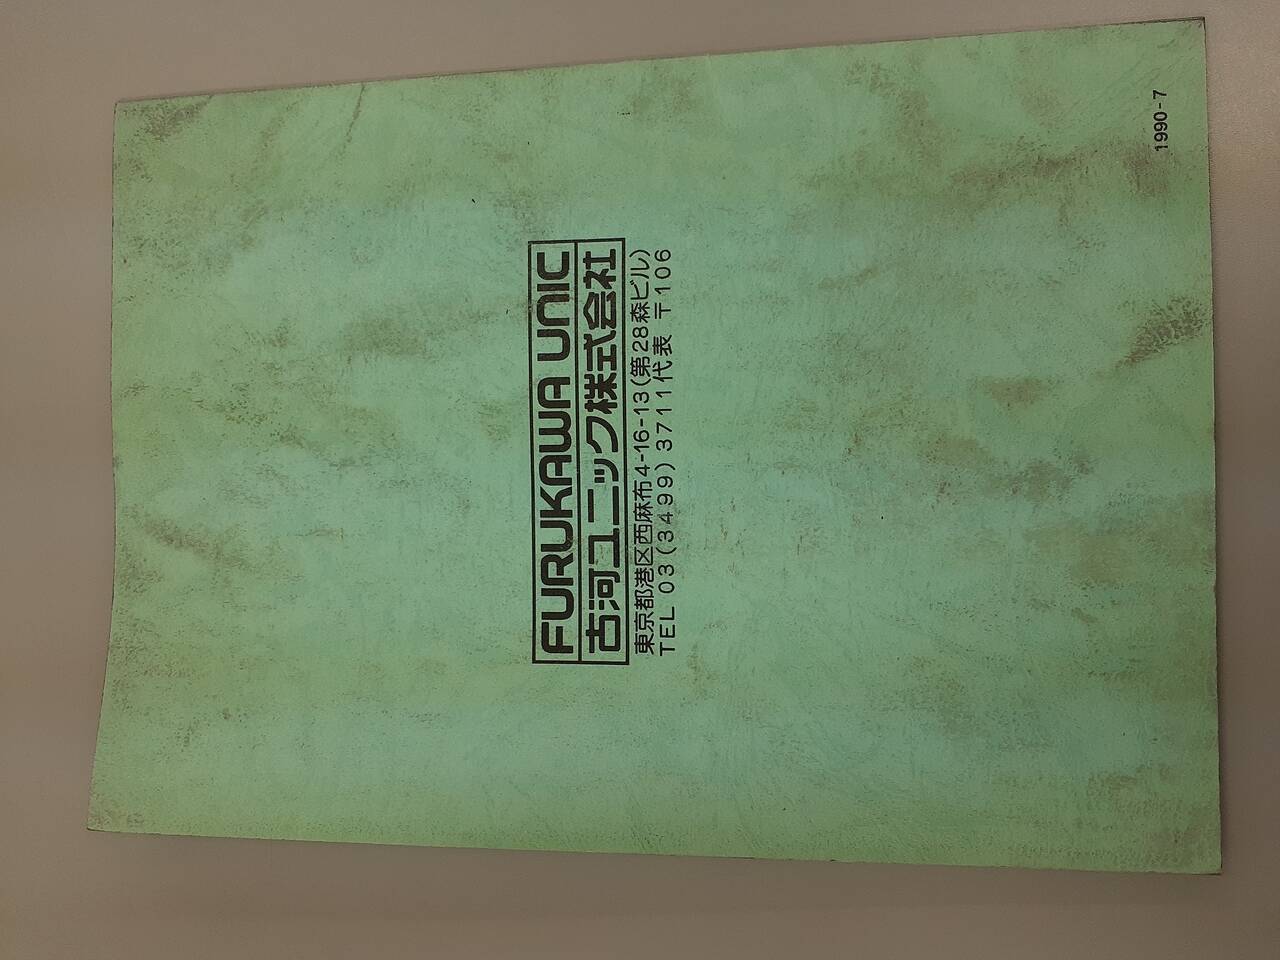 FURUKAWA UNIC
古河ユニック株式会社
東京都港区西麻布4-16-13(第28森ビル)
TEL 03(3499)3711代表 〒106
1990-7